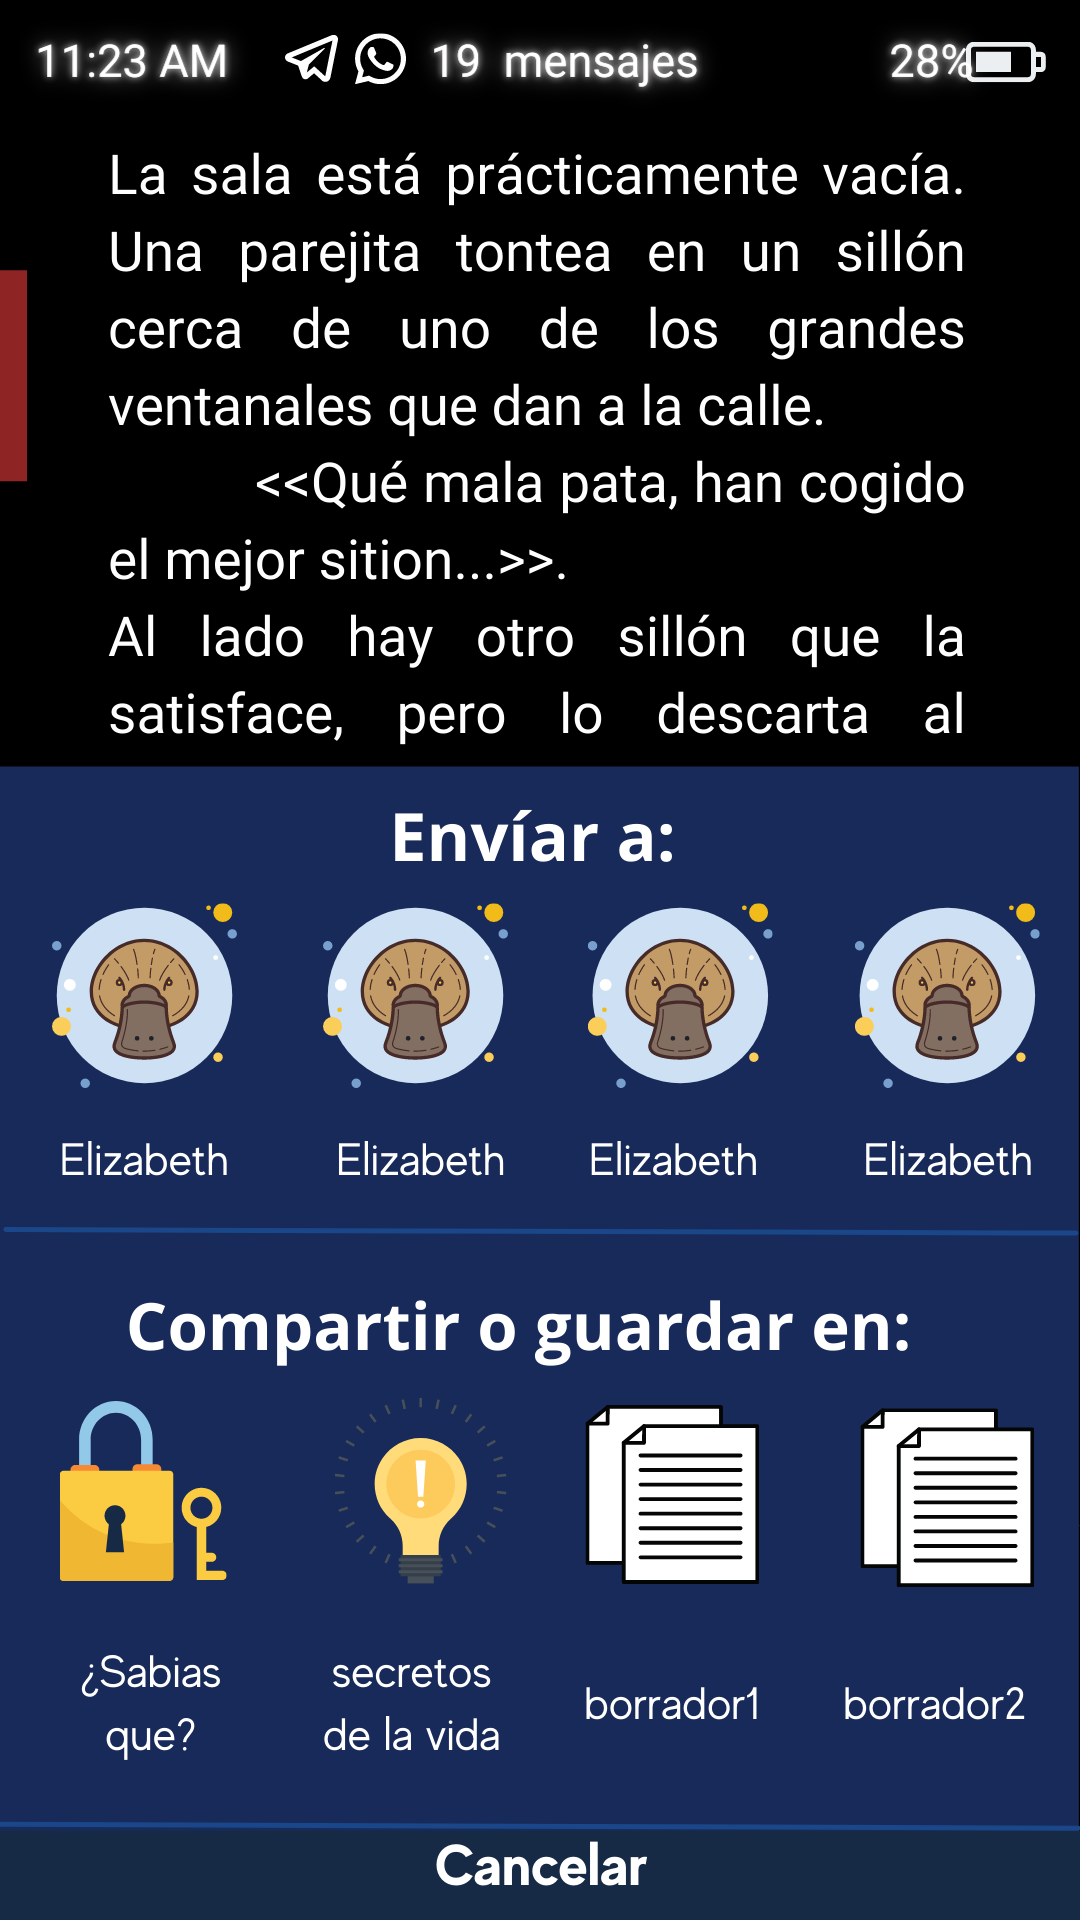 11:23 AM 19 mensajes 28%
La sala está prácticamente vacía.
Una parejita tontea en un sillón
cerca de uno de los grandes
ventanales que dan a la calle.
<<Qué mala pata, han cogido
el mejor sition...>>.
Al lado hay otro sillón que la
satisface, pero lo descarta al
Envíar a:
Elizabeth Elizabeth Elizabeth Elizabeth
Compartir o guardar en:
¿Sabias
que?
secretos
de la vida
borrador1
borrador2
Cancelar